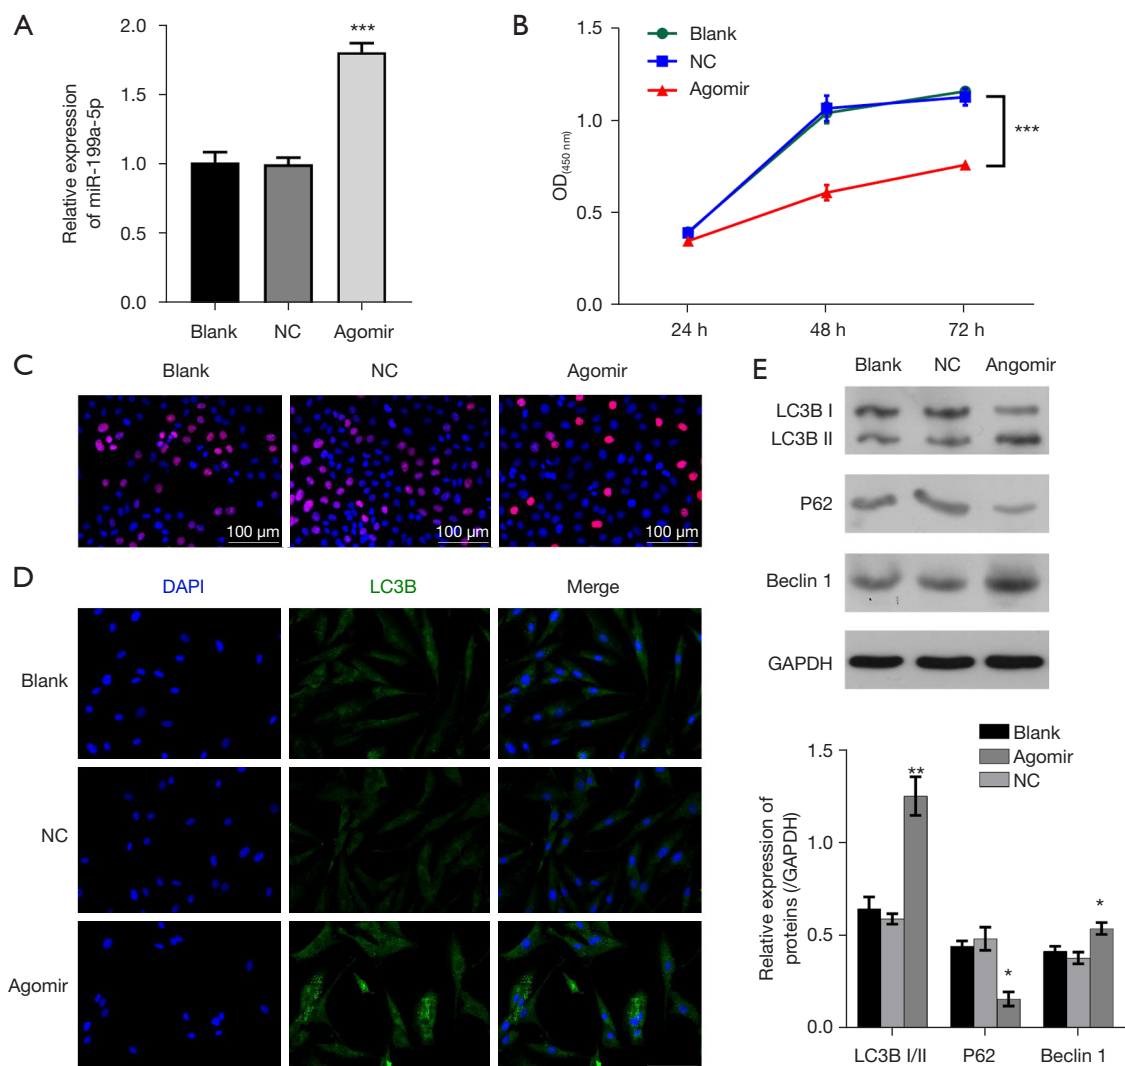 A
2.0
1.5
1.0
0.5
0.0
Relative expression
of miR-199a-5p
***
Blank
NC
Agomir
B
1.5
1.0
0.5
0.0
OD(450 nm)
Blank
NC
Agomir
***
24 h
48 h
72 h
C
Blank
NC
Agomir
100 μm
100 μm
100 μm
D
DAPI
LC3B
Merge
Blank
NC
Agomir
E
Blank
NC
Angomir
LC3B I
LC3B II
P62
Beclin 1
GAPDH
Blank
Agomir
NC
1.5
1.0
0.5
0.0
Relative expression of
proteins (/GAPDH)
**
*
*
LC3B I/II
P62
Beclin 1